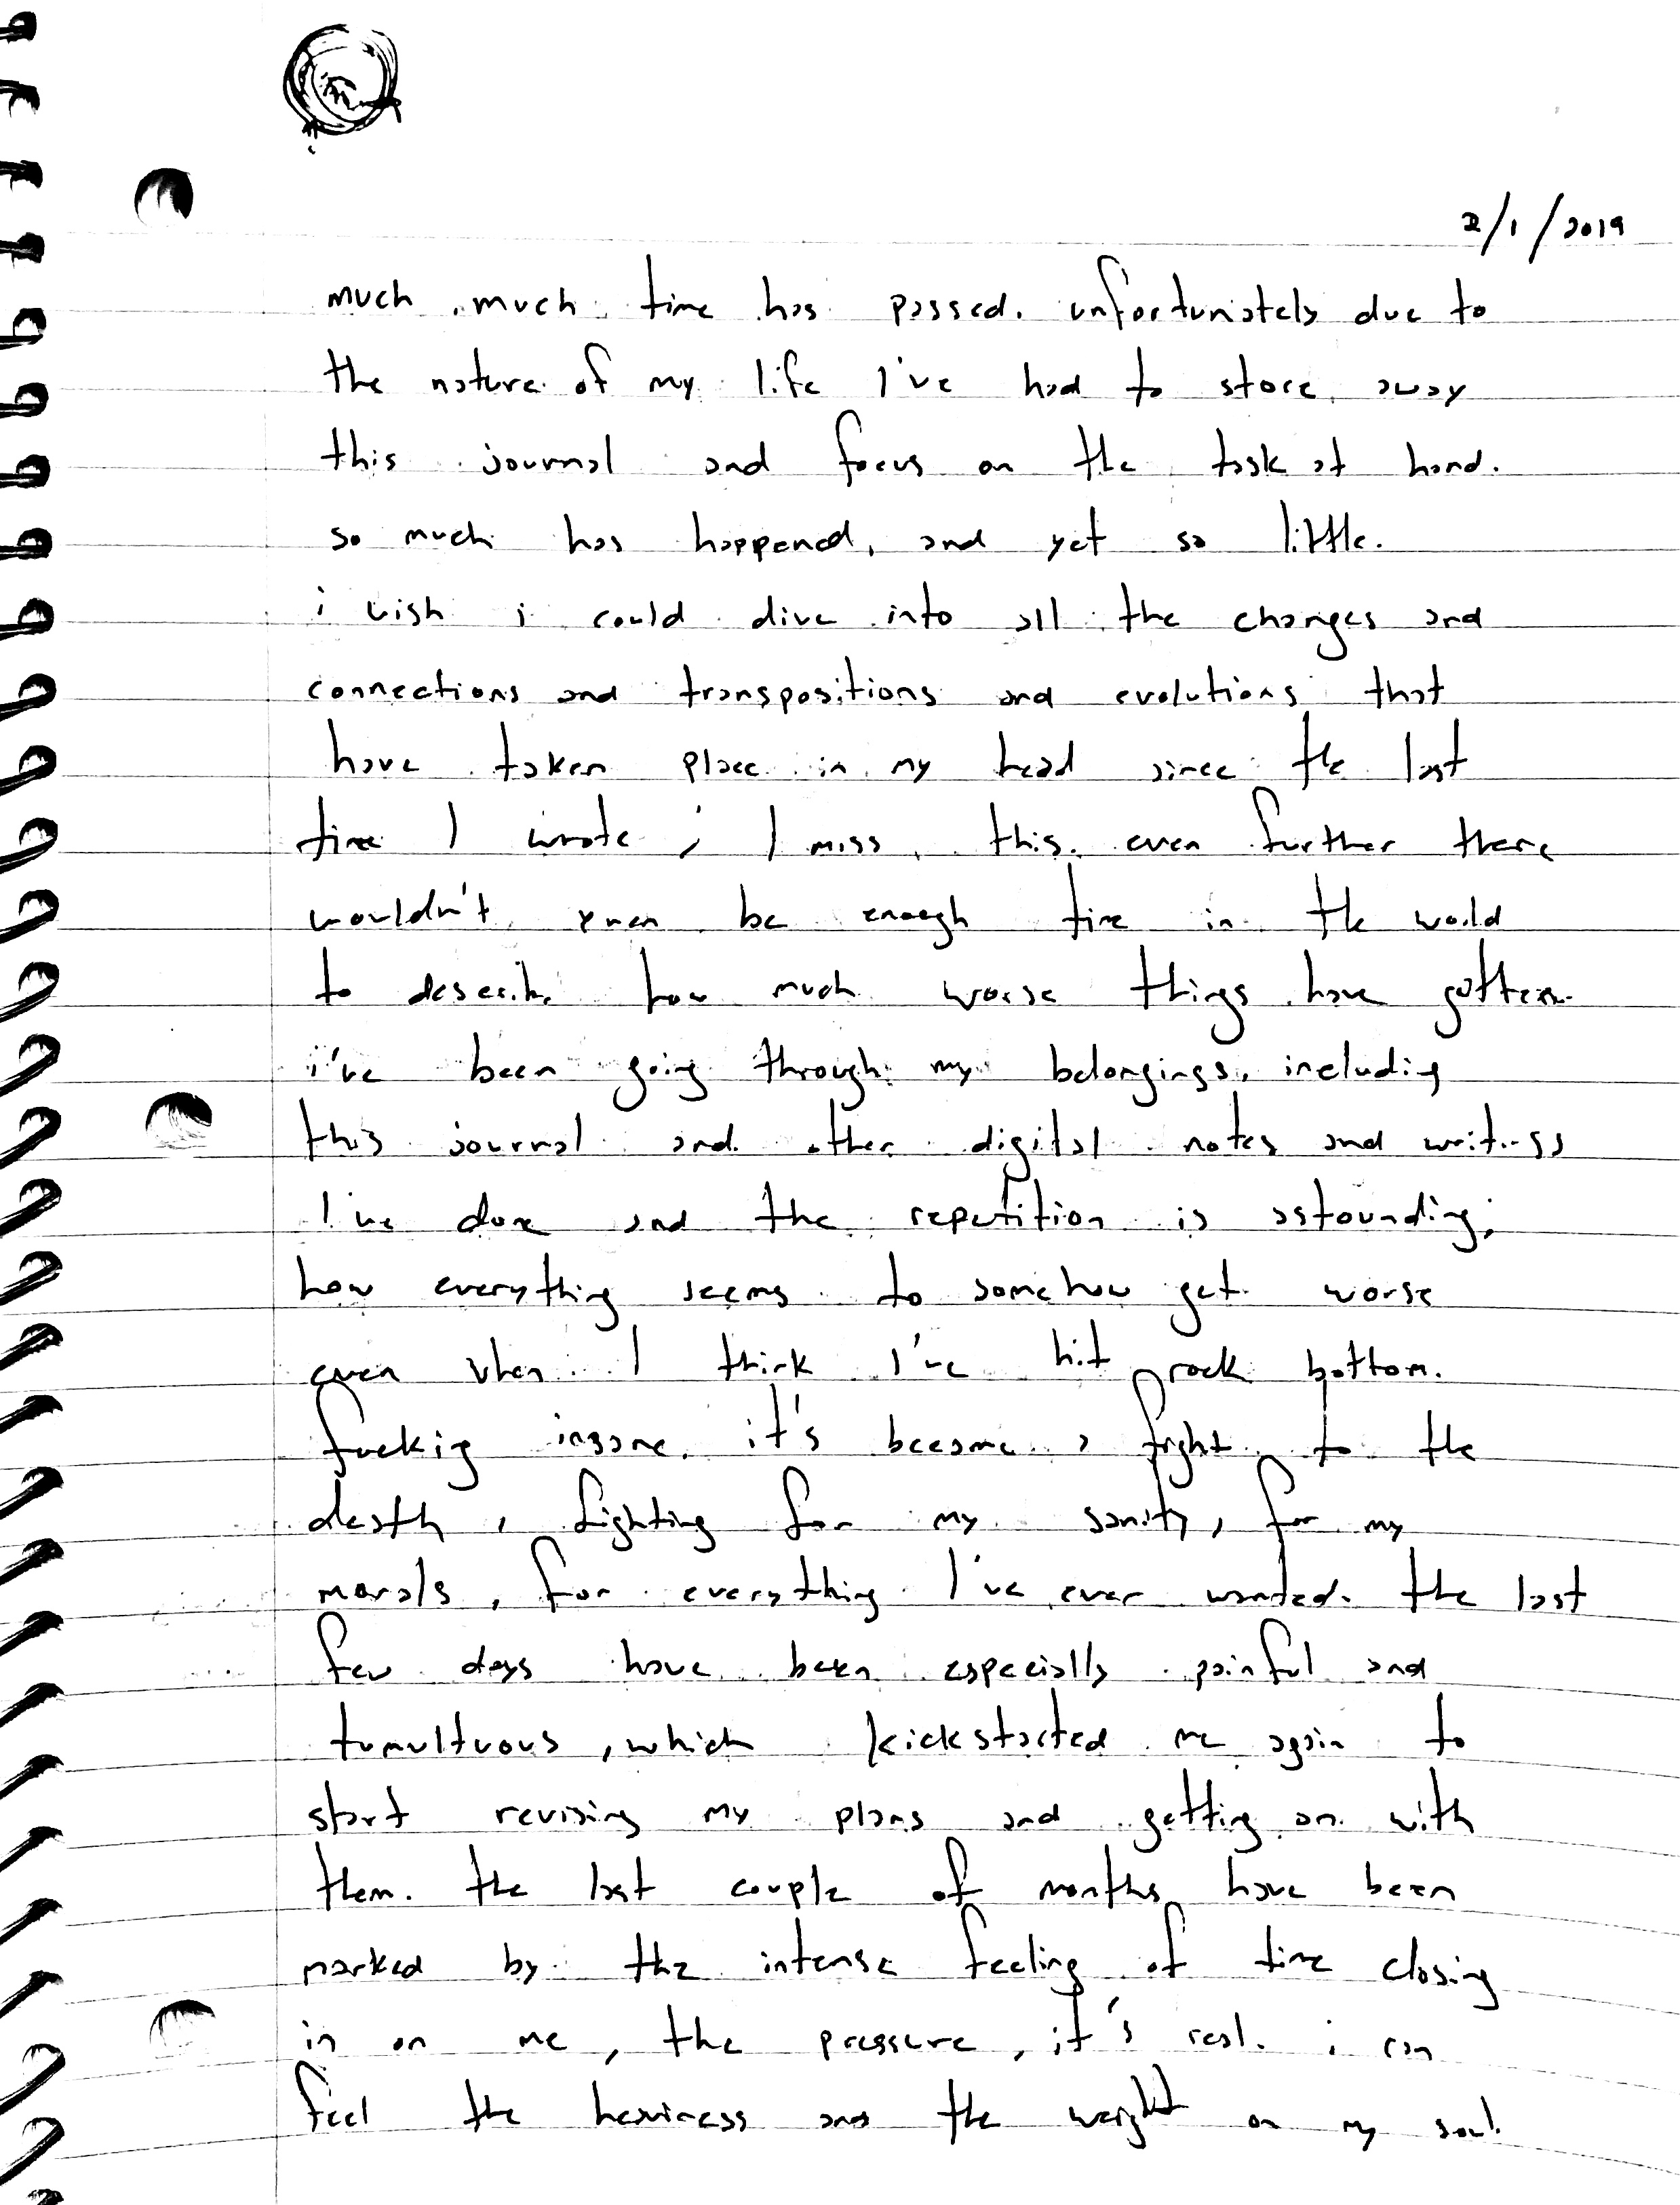 2/1/2019
much, much time has passed. unfortunately due to
the nature of my life I've had to store away
this journal and focus on the task at hand.
so much has happened, and yet so little.
i wish i could dive into all the changes and
connections and transpositions and evolutions that
have taken place in my head since the last
time I wrote; I miss this. even further there
wouldn't even be enough time in the world
to describe how much worse things have gotten.
i've been going through my belongings, including
this journal and other digital notes and writings
I've done and the repetition is astounding;
how everything seems to somehow get worse
even when I think I've hit rock bottom.
fucking insane. it's become a fight to the
death, fighting for my sanity, for my
morals, for everything I've ever wanted. the last
few days have been especially painful and
tumultuous, which kickstarted me again to
start revising my plans and getting on with
them. the last couple of months have been
marked by the intense feeling of time closing
in on me, the pressure, it's real. i can
feel the heaviness and the weight on my soul.